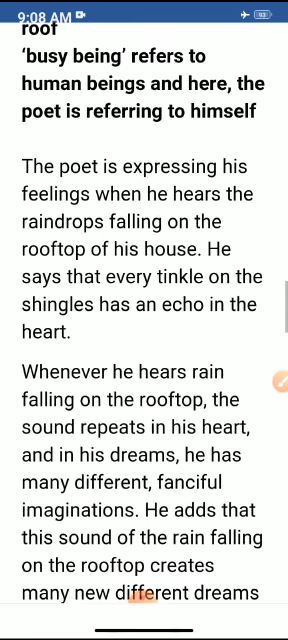 9:08 AM
93
roof
‘busy being’ refers to
human beings and here, the
poet is referring to himself
The poet is expressing his
feelings when he hears the
raindrops falling on the
rooftop of his house. He
says that every tinkle on the
shingles has an echo in the
heart.
Whenever he hears rain
falling on the rooftop, the
sound repeats in his heart,
and in his dreams, he has
many different, fanciful
imaginations. He adds that
this sound of the rain falling
on the rooftop creates
many new different dreams